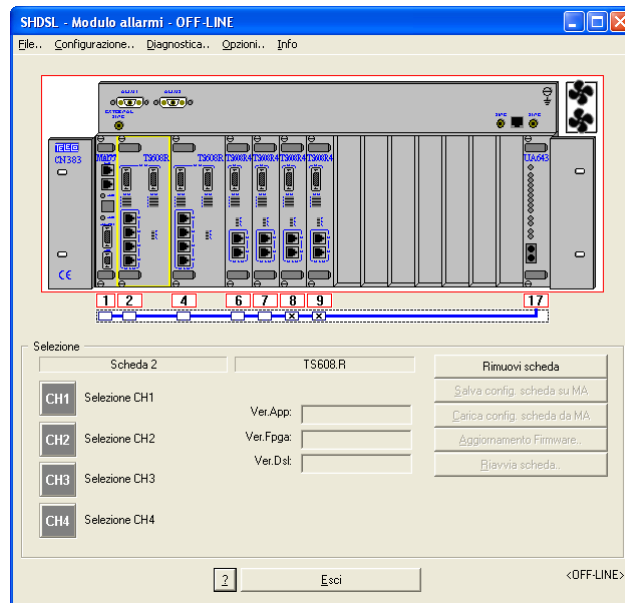 SHDSL - Modulo allarmi - OFF-LINE
File.. Configurazione.. Diagnostica.. Opzioni.. Info
CN383
TS608R TS608R TS608R4 TS608R4 TS608R4 TS608R4 UA643
CE
1 2 4 6 7 8 9 17
Selezione
Scheda 2 TS608.R Rimuovi scheda
Salva config. scheda su MA
CH1 Selezione CH1
Ver.App: Carica config. scheda da MA
CH2 Selezione CH2 Ver.Fpga: Aggiornamento Firmware..
Ver.Dsl: Riavvia scheda..
CH3 Selezione CH3
CH4 Selezione CH4
? Esci <OFF-LINE>